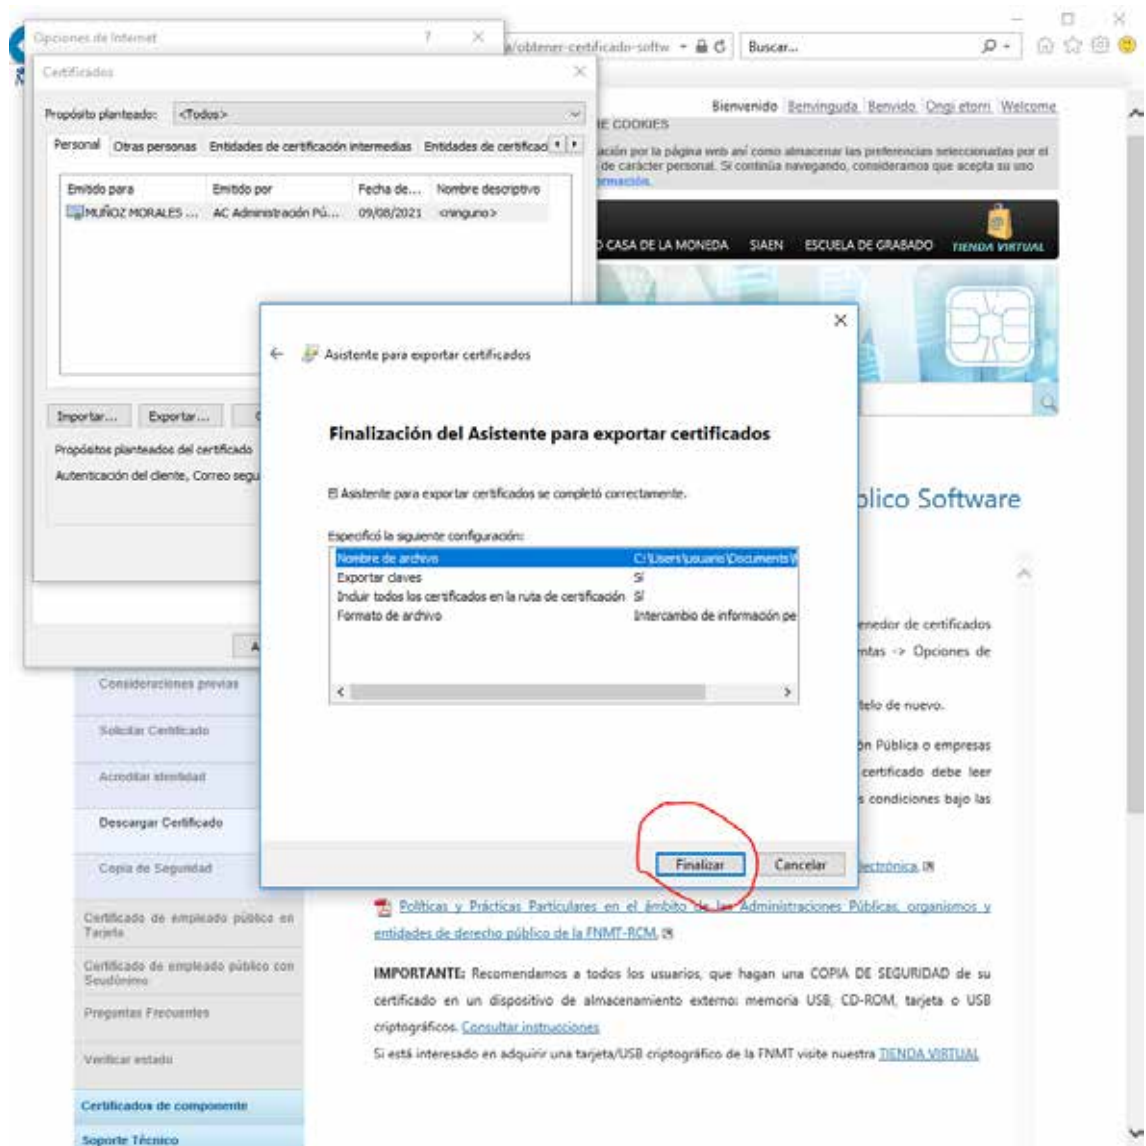 Opciones de Internet
?
/obtener-certificado-softw
Buscar...
Certificados
Propósito planteado:
<Todos>
Personal
Otras personas
Entidades de certificación intermedias
Entidades de certificac
Emitido para
Emitido por
Fecha de...
Nombre descriptivo
MUÑOZ MORALES ...
AC Administración Pú...
09/08/2021
<ninguno>
Importar...
Exportar...
Propósitos planteados del certificado
Autenticación del cliente, Correo segu
Bienvenido Benvinguda Benvido Ongi etorri Welcome
E COOKIES
ación por la página web así como almacenar las preferencias seleccionadas por el
de carácter personal. Si continúa navegando, consideramos que acepta su uso
ormación.
CASA DE LA MONEDA
SIAEN
ESCUELA DE GRABADO
TIENDA VIRTUAL
Asistente para exportar certificados
Finalización del Asistente para exportar certificados
El Asistente para exportar certificados se completó correctamente.
Especificó la siguiente configuración:
Nombre de archivo
C:\Users\usuario\Documents\
Exportar claves
Sí
Incluir todos los certificados en la ruta de certificación
Sí
Formato de archivo
Intercambio de información pe
Finalizar
Cancelar
blico Software
enedor de certificados
ntas -> Opciones de
telo de nuevo.
ón Pública o empresas
certificado debe leer
s condiciones bajo las
ectrónica.
Consideraciones previas
Solicitar Certificado
Acreditar identidad
Descargar Certificado
Copia de Seguridad
Certificado de empleado público en
Tarjeta
Certificado de empleado público con
Seudónimo
Preguntas Frecuentes
Verificar estado
Certificados de componente
Soporte Técnico
Políticas y Prácticas Particulares en el ámbito de las Administraciones Públicas, organismos y
entidades de derecho público de la FNMT-RCM.
IMPORTANTE: Recomendamos a todos los usuarios, que hagan una COPIA DE SEGURIDAD de su
certificado en un dispositivo de almacenamiento externo: memoria USB, CD-ROM, tarjeta o USB
criptográficos. Consultar instrucciones
Si está interesado en adquirir una tarjeta/USB criptográfico de la FNMT visite nuestra TIENDA VIRTUAL